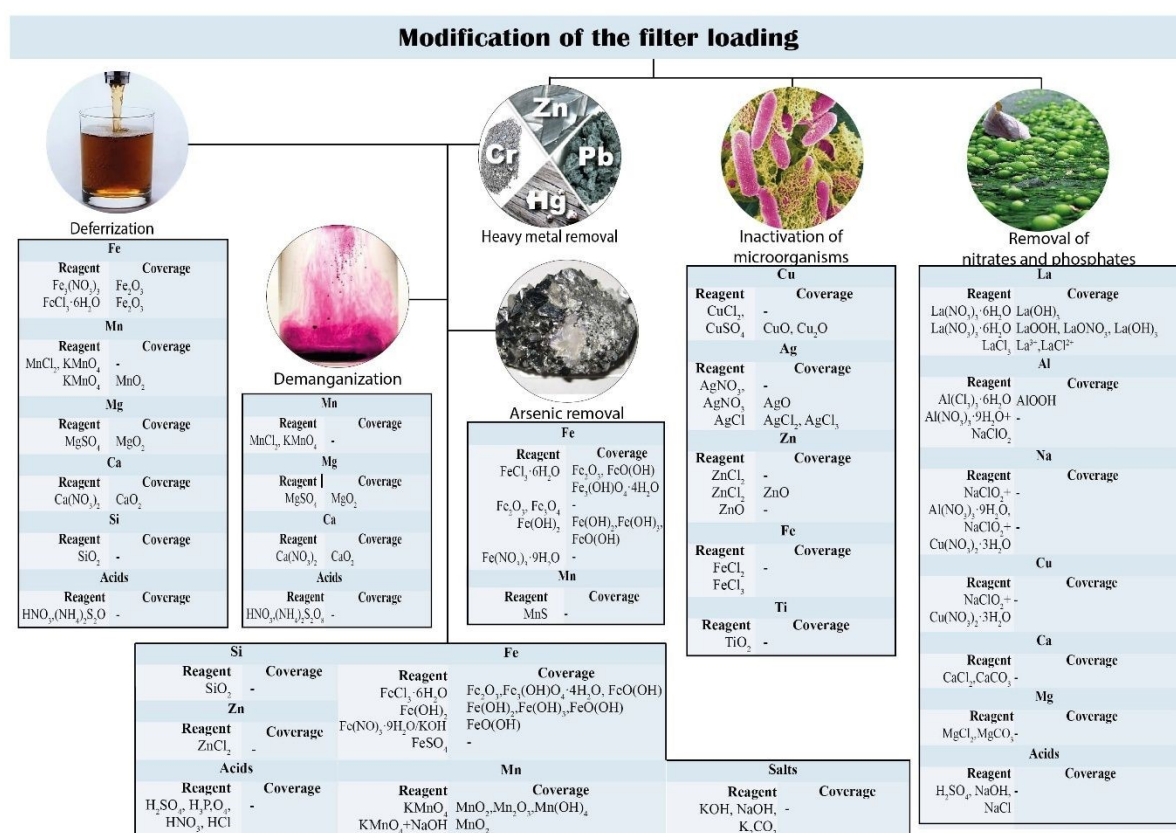 Modification of the filter loading
Zn
Cr
Pb
Hg
Deferrization
Fe
Reagent Coverage
Fe₃(NO₃)₃ Fe₂O₃
FeCl₃·6H₂O Fe₂O₃
Mn
Reagent Coverage
MnCl₂, KMnO₄ -
KMnO₄ MnO₂
Mg
Reagent Coverage
MgSO₄ MgO₂
Ca
Reagent Coverage
Ca(NO₃)₂ CaO₂
Si
Reagent Coverage
SiO₂ -
Acids
Reagent Coverage
HNO₃,(NH₄)₂S₂O -
Demanganization
Mn
Reagent Coverage
MnCl₂, KMnO₄ -
Mg
Reagent Coverage
MgSO₄ MgO₂
Ca
Reagent Coverage
Ca(NO₃)₂ CaO₂
Acids
Reagent Coverage
HNO₃,(NH₄)₂S₂O₈ -
Heavy metal removal
Arsenic removal
Fe
Reagent Coverage
FeCl₃·6H₂O Fe₂O₃, FeO(OH)
Fe₃(OH)O₄·4H₂O
Fe₂O₃, Fe₃O₄ -
Fe(OH)₂ Fe(OH)₂,Fe(OH)₃,
FeO(OH)
Fe(NO₃)₃·9H₂O -
Mn
Reagent Coverage
MnS -
Inactivation of
microorganisms
Cu
Reagent Coverage
CuCl₂, -
CuSO₄ CuO, Cu₂O
Ag
Reagent Coverage
AgNO₃, -
AgNO₃ AgO
AgCl AgCl₂, AgCl₃
Zn
Reagent Coverage
ZnCl₂ -
ZnCl₂ ZnO
ZnO -
Fe
Reagent Coverage
FeCl₂ -
FeCl₃
Ti
Reagent Coverage
TiO₂ -
Removal of
nitrates and phosphates
La
Reagent Coverage
La(NO₃)₃·6H₂O La(OH)₃
La(NO₃)₃·6H₂O LaOOH, LaONO₃, La(OH)₃
LaCl₃ La³⁺,LaCl²⁺
Al
Reagent Coverage
Al(Cl₃)₃·6H₂O AlOOH
Al(NO₃)₃·9H₂O+ -
NaClO₂
Na
Reagent Coverage
NaClO₂+ -
Al(NO₃)₃·9H₂O,
NaClO₂+ -
Cu(NO₃)₂·3H₂O
Cu
Reagent Coverage
NaClO₂+ -
Cu(NO₃)₂·3H₂O
Ca
Reagent Coverage
CaCl₂,CaCO₃ -
Mg
Reagent Coverage
MgCl₂,MgCO₃ -
Acids
Reagent Coverage
H₂SO₄, NaOH, -
NaCl
Si
Reagent Coverage
SiO₂ -
Zn
Reagent Coverage
ZnCl₂ -
Acids
Reagent Coverage
H₂SO₄, H₃P,O₄, -
HNO₃, HCl
Fe
Reagent Coverage
FeCl₃·6H₂O Fe₂O₃,Fe₃(OH)O₄·4H₂O, FeO(OH)
Fe(OH)₂ Fe(OH)₂,Fe(OH)₃,FeO(OH)
Fe(NO)₃·9H₂O/KOH FeO(OH)
FeSO₄ -
Mn
Reagent Coverage
KMnO₄ MnO₂,Mn₂O₃,Mn(OH)₄
KMnO₄+NaOH MnO₂
Salts
Reagent Coverage
KOH, NaOH, -
K₂CO₃